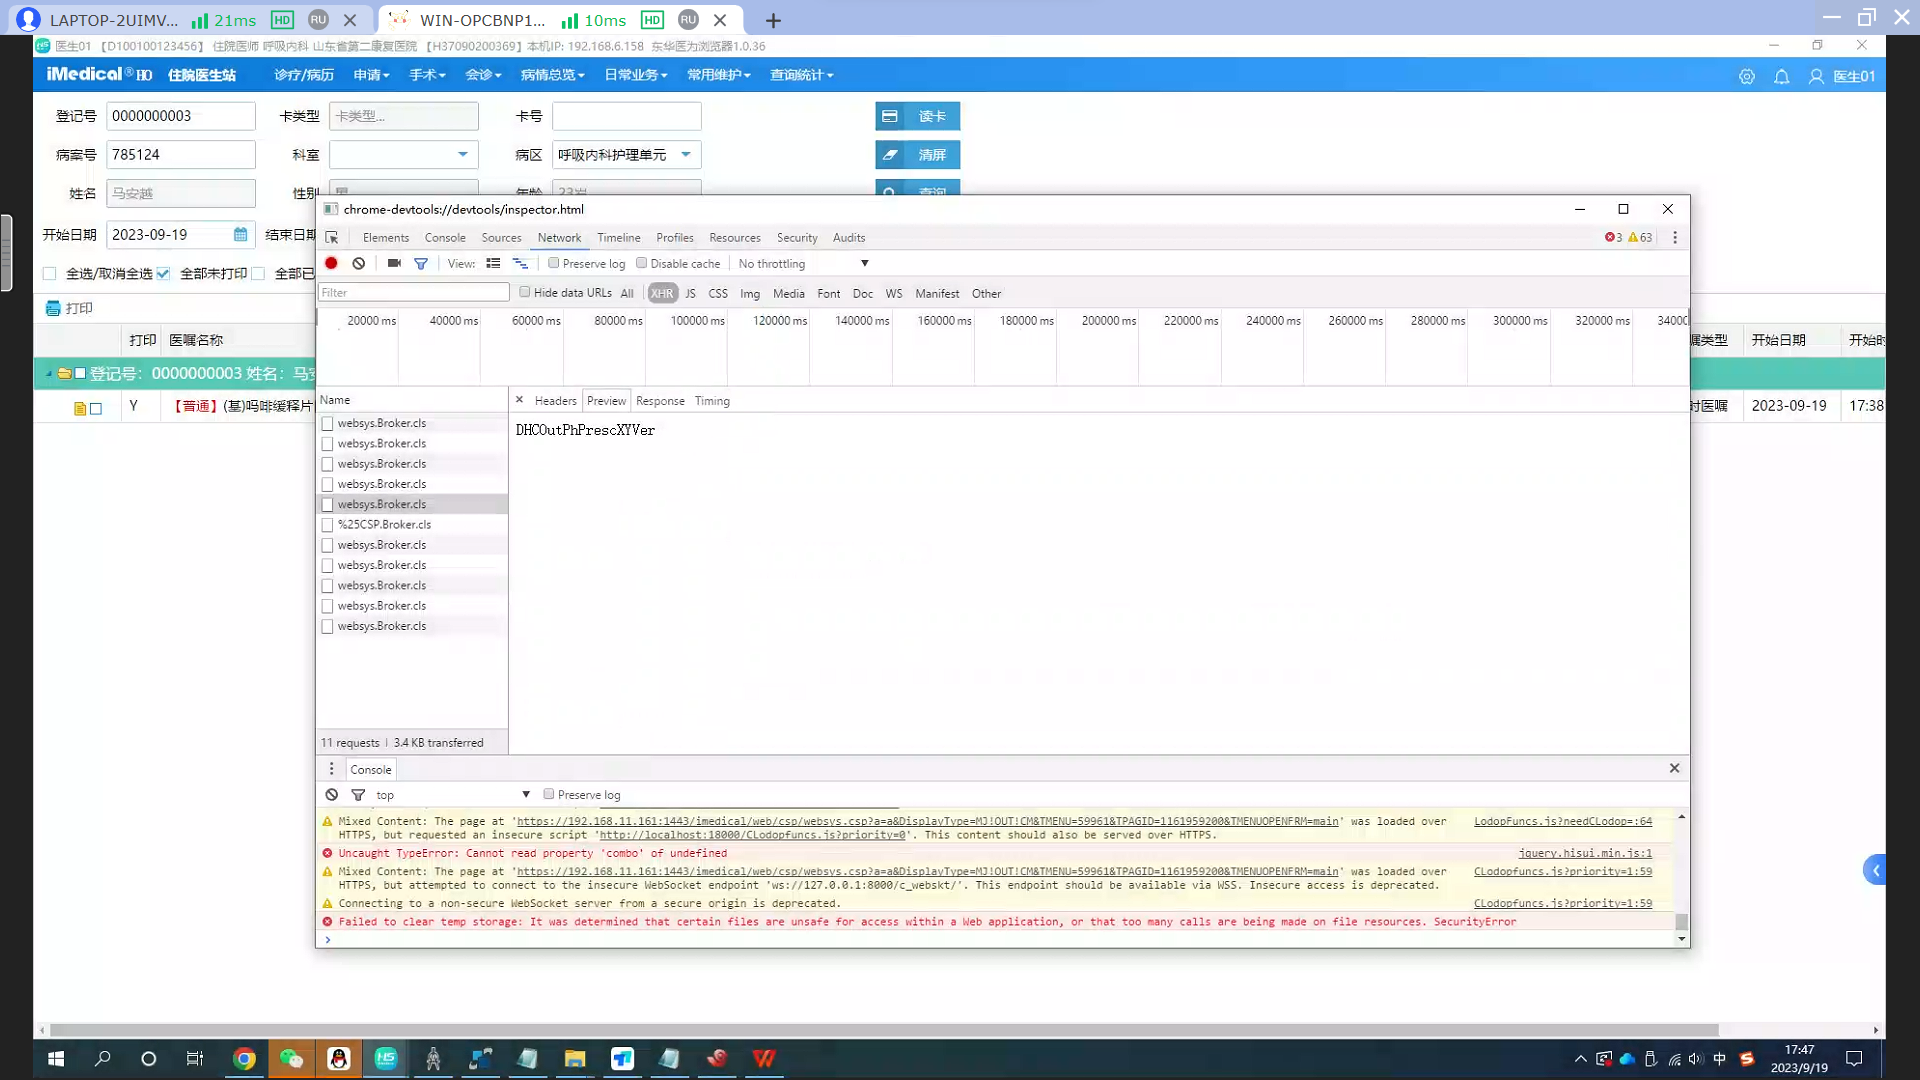 LAPTOP-2UIMV... 21ms HD RU
WIN-OPCBNP1... 10ms HD RU
医生01 【D100100123456】 住院医师 呼吸内科 山东省第二康复医院 【H37090200369】本机IP: 192.168.6.158 东华医为浏览器1.0.36
iMedical® HO 住院医生站 诊疗/病历 申请 手术 会诊 病情总览 日常业务 常用维护 查询统计 医生01
登记号 0000000003 卡类型 卡类型... 卡号 读卡
病案号 785124 科室 病区 呼吸内科护理单元 清屏
姓名 马安越 性别 男 年龄 23岁 查询
开始日期 2023-09-19 结束日期
全选/取消全选 全部未打印 全部已
打印
打印 医嘱名称
嘱类型 开始日期 开始时
登记号: 0000000003 姓名: 马安
Y 【普通】(基)吗啡缓释片
时医嘱 2023-09-19 17:38
chrome-devtools://devtools/inspector.html
Elements Console Sources Network Timeline Profiles Resources Security Audits 3 63
View: Preserve log Disable cache No throttling
Filter Hide data URLs All XHR JS CSS Img Media Font Doc WS Manifest Other
20000 ms 40000 ms 60000 ms 80000 ms 100000 ms 120000 ms 140000 ms 160000 ms 180000 ms 200000 ms 220000 ms 240000 ms 260000 ms 280000 ms 300000 ms 320000 ms 34000
Name
Headers Preview Response Timing
DHCOutPhPrescXYVer
websys.Broker.cls
websys.Broker.cls
websys.Broker.cls
websys.Broker.cls
websys.Broker.cls
%25CSP.Broker.cls
websys.Broker.cls
websys.Broker.cls
websys.Broker.cls
websys.Broker.cls
websys.Broker.cls
11 requests | 3.4 KB transferred
Console
top Preserve log
Mixed Content: The page at 'https://192.168.11.161:1443/imedical/web/csp/websys.csp?a=a&DisplayType=MJ!OUT!CM&TMENU=59961&TPAGID=1161959200&TMENUOPENFRM=main' was loaded over LodopFuncs.js?needCLodop=:64
HTTPS, but requested an insecure script 'http://localhost:18000/CLodopfuncs.js?priority=0'. This content should also be served over HTTPS.
Uncaught TypeError: Cannot read property 'combo' of undefined jquery.hisui.min.js:1
Mixed Content: The page at 'https://192.168.11.161:1443/imedical/web/csp/websys.csp?a=a&DisplayType=MJ!OUT!CM&TMENU=59961&TPAGID=1161959200&TMENUOPENFRM=main' was loaded over CLodopfuncs.js?priority=1:59
HTTPS, but attempted to connect to the insecure WebSocket endpoint 'ws://127.0.0.1:8000/c_webskt/'. This endpoint should be available via WSS. Insecure access is deprecated.
Connecting to a non-secure WebSocket server from a secure origin is deprecated. CLodopfuncs.js?priority=1:59
Failed to clear temp storage: It was determined that certain files are unsafe for access within a Web application, or that too many calls are being made on file resources. SecurityError
中
17:47
2023/9/19